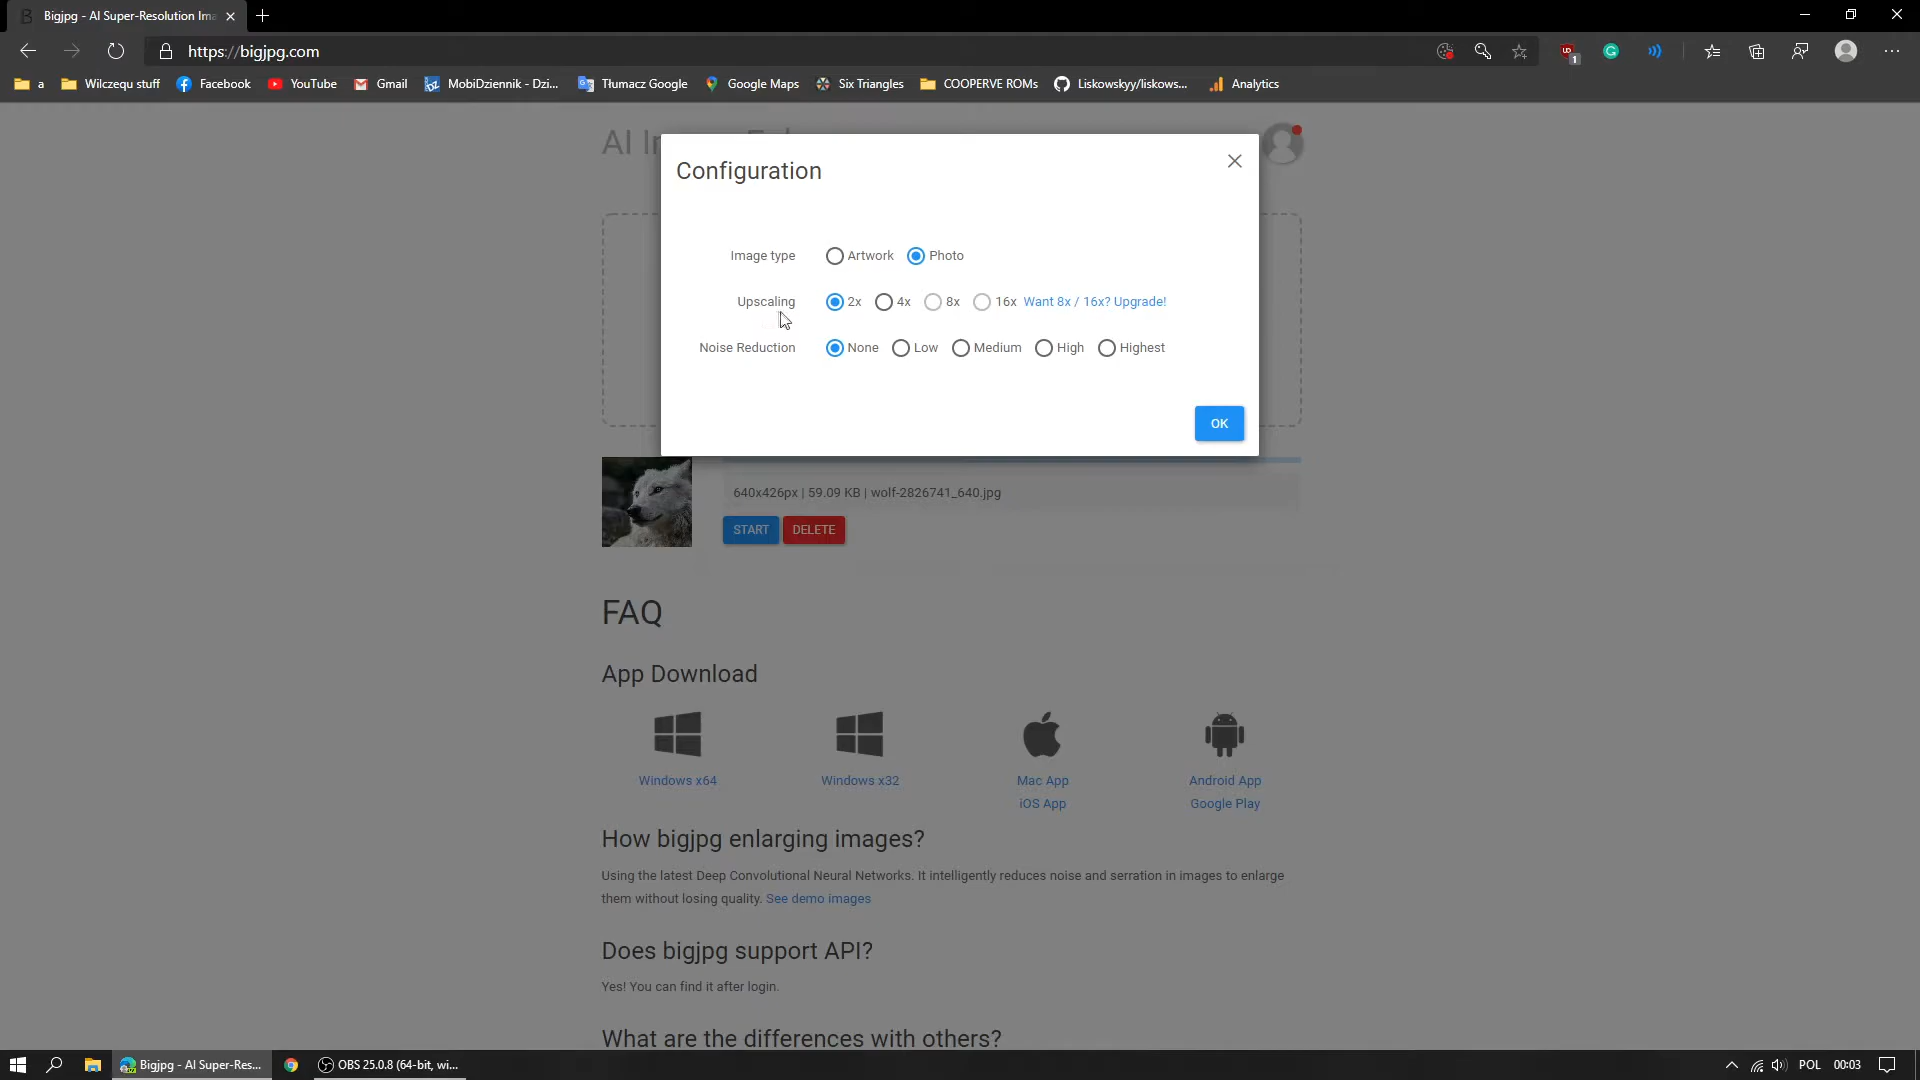 Bigjpg - AI Super-Resolution Ima
https://bigjpg.com
1
a Wilczequ stuff Facebook YouTube Gmail MobiDziennik - Dzi... Tłumacz Google Google Maps Six Triangles COOPERVE ROMs Liskowskyy/liskows... Analytics
Configuration
Image type Artwork Photo
Upscaling 2x 4x 8x 16x Want 8x / 16x? Upgrade!
Noise Reduction None Low Medium High Highest
OK
640x426px | 59.09 KB | wolf-2826741_640.jpg
START DELETE
FAQ
App Download
Windows x64 Windows x32 Mac App Android App
iOS App Google Play
How bigjpg enlarging images?
Using the latest Deep Convolutional Neural Networks. It intelligently reduces noise and serration in images to enlarge
them without losing quality. See demo images
Does bigjpg support API?
Yes! You can find it after login.
What are the differences with others?
Bigjpg - AI Super-Res... OBS 25.0.8 (64-bit, wi... POL 00:03